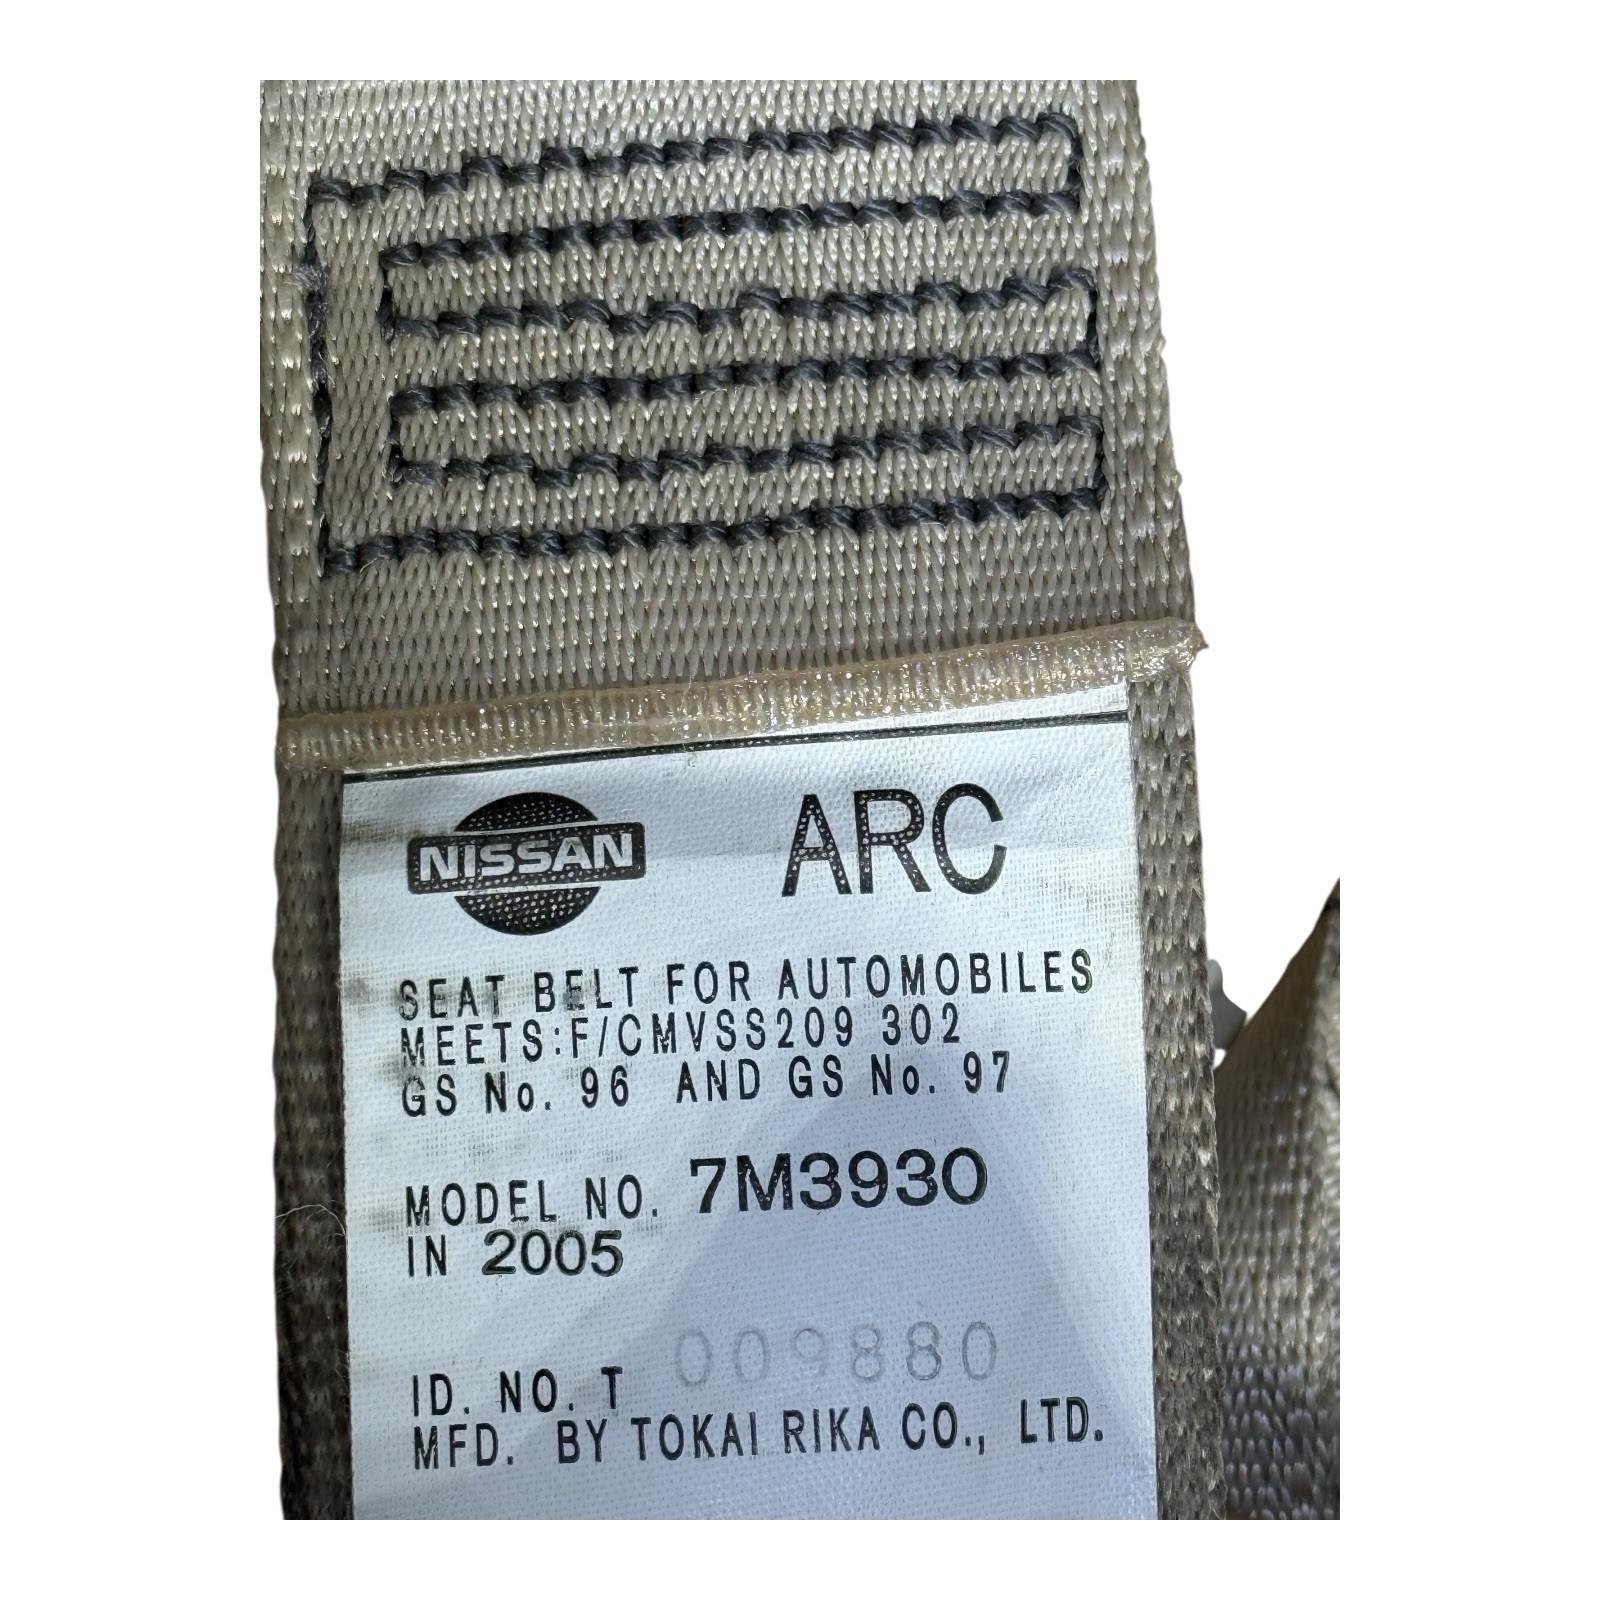 NISSAN ARC
SEAT BELT FOR AUTOMOBILES
MEETS:F/CMVSS209 302
GS No. 96 AND GS No. 97
MODEL NO. 7M3930
IN 2005
ID. NO. T 009880
MFD. BY TOKAI RIKA CO., LTD.